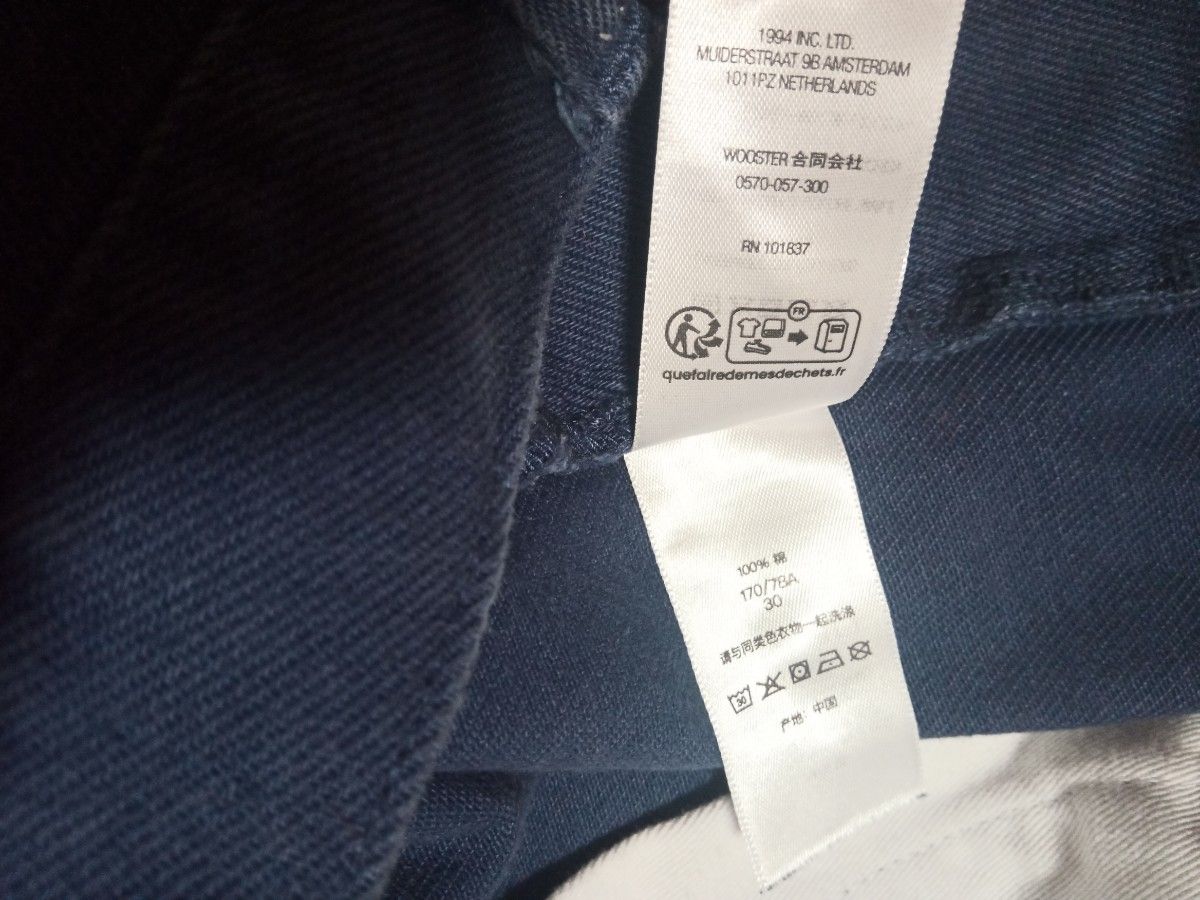 1994 INC. LTD.
MUIDERSTRAAT 9B AMSTERDAM
1011PZ NETHERLANDS
WOOSTER 合同会社
0570-057-300
RN 101837
FR
quefairedemesdechets.fr
100% 棉
170/78A
30
请与同类色衣物一起洗涤
30
产地: 中国